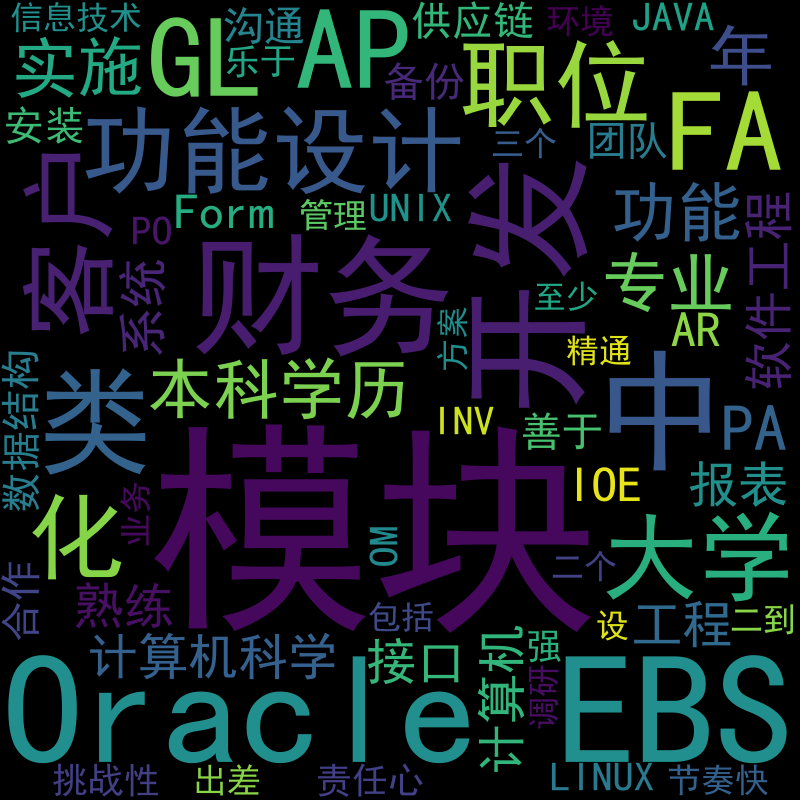 信息技术
沟通
AP
供应链
环境
JAVA
实施
GL
乐于
备份
职位
年
安装
功能设计
三个
团队
FA
客户
Form
管理
UNIX
开发
功能
软件工程
PO
系统
财务
至少
专业
AR
方案
精通
数据结构
类
本科学历
INV
善于
中
PA
IOE
报表
模块
化
业务
OM
二个
大学
合作
熟练
包括
设
工程
二到
计算机科学
接口
计算机
强
调研
Oracle EBS
挑战性
出差
责任心
LINUX
节奏快